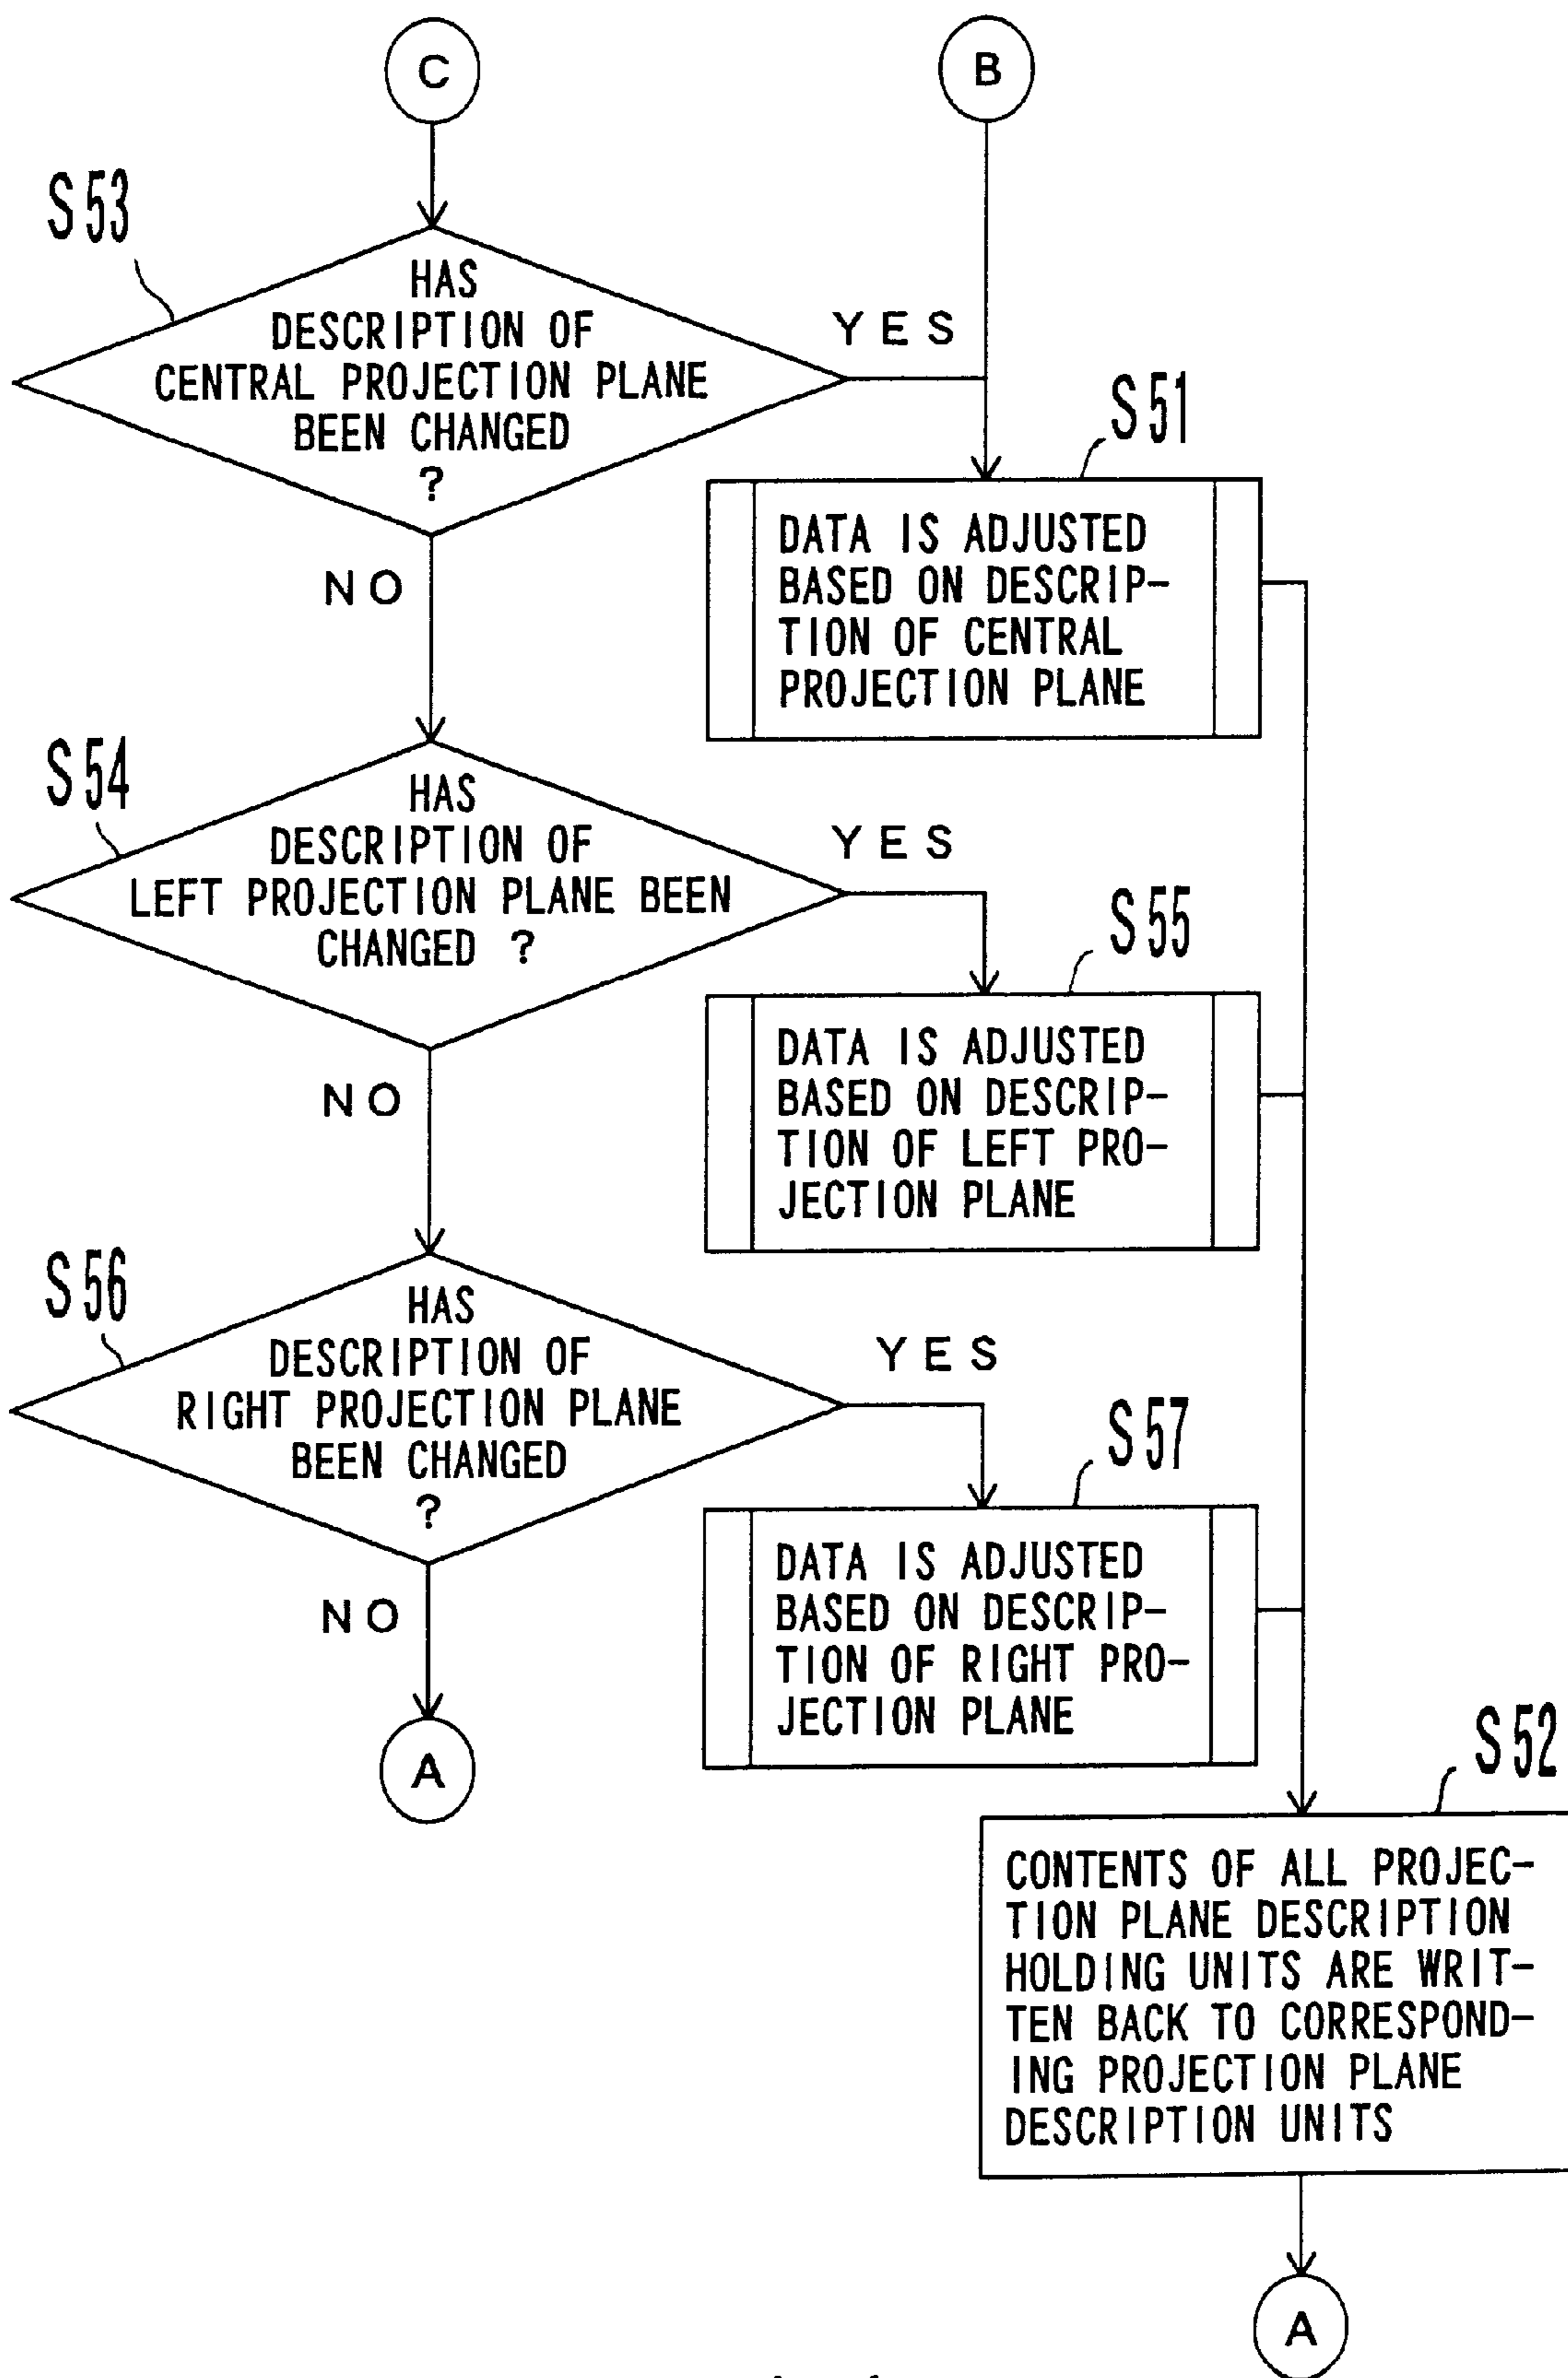 C
B
S53
HAS
DESCRIPTION OF
CENTRAL PROJECTION PLANE
BEEN CHANGED
?
YES
NO
S51
DATA IS ADJUSTED
BASED ON DESCRIP-
TION OF CENTRAL
PROJECTION PLANE
S54
HAS
DESCRIPTION OF
LEFT PROJECTION PLANE BEEN
CHANGED ?
YES
NO
S55
DATA IS ADJUSTED
BASED ON DESCRIP-
TION OF LEFT PRO-
JECTION PLANE
S56
HAS
DESCRIPTION OF
RIGHT PROJECTION PLANE
BEEN CHANGED
?
YES
NO
S57
DATA IS ADJUSTED
BASED ON DESCRIP-
TION OF RIGHT PRO-
JECTION PLANE
A
S52
CONTENTS OF ALL PROJEC-
TION PLANE DESCRIPTION
HOLDING UNITS ARE WRIT-
TEN BACK TO CORRESPOND-
ING PROJECTION PLANE
DESCRIPTION UNITS
A